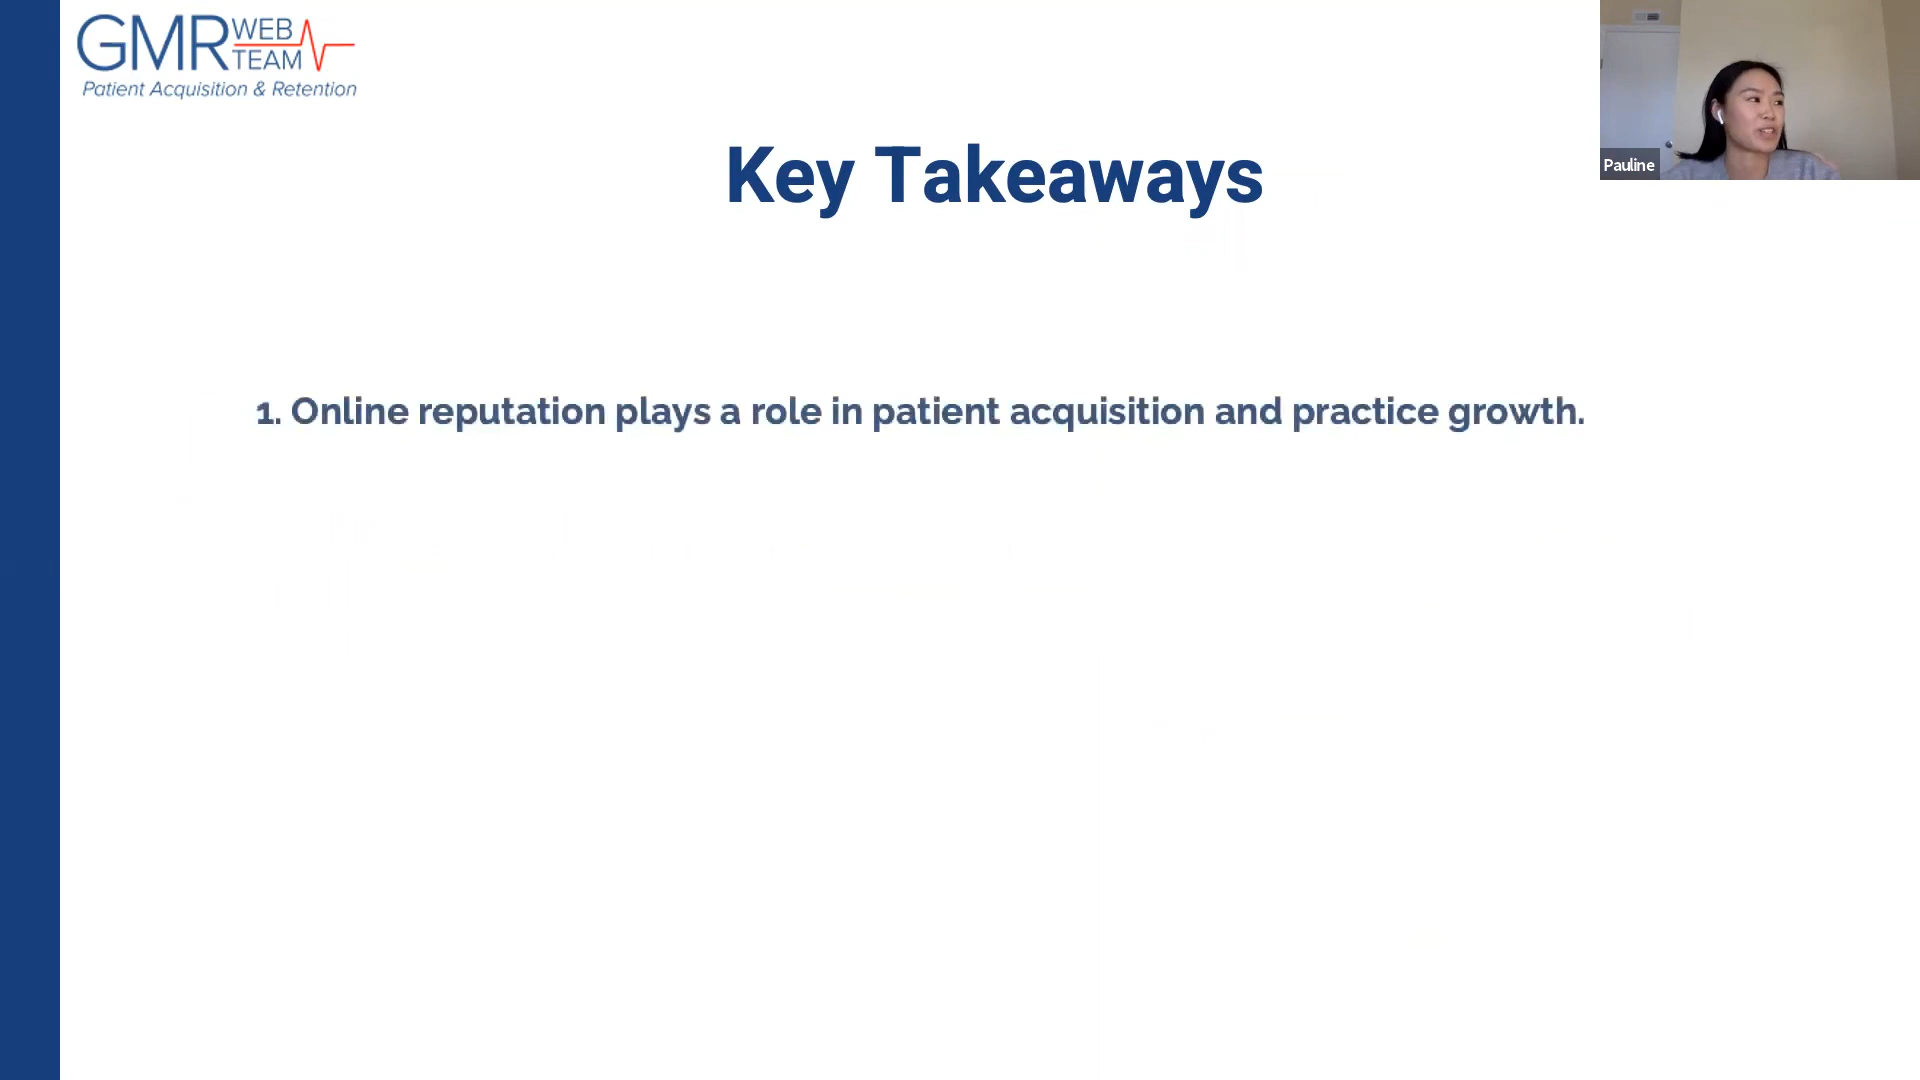 GMR WEB TEAM
Patient Acquisition & Retention
Pauline
Key Takeaways
1. Online reputation plays a role in patient acquisition and practice growth.